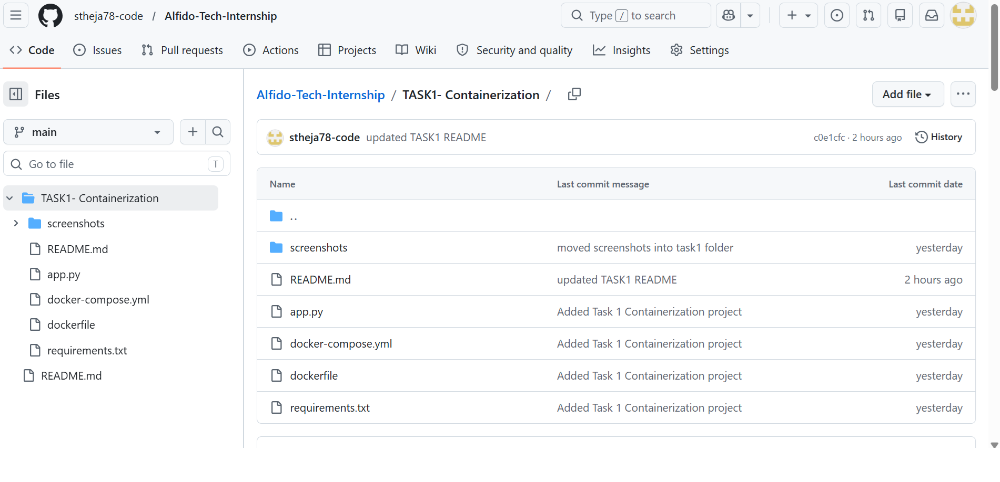 stheja78-code / Alfido-Tech-Internship
Type / to search
Code Issues Pull requests Actions Projects Wiki Security and quality Insights Settings
Files
main
Go to file T
TASK1- Containerization
screenshots
README.md
app.py
docker-compose.yml
dockerfile
requirements.txt
README.md
Alfido-Tech-Internship / TASK1- Containerization /
Add file
stheja78-code updated TASK1 README c0e1cfc · 2 hours ago History
Name Last commit message Last commit date
..
screenshots moved screenshots into task1 folder yesterday
README.md updated TASK1 README 2 hours ago
app.py Added Task 1 Containerization project yesterday
docker-compose.yml Added Task 1 Containerization project yesterday
dockerfile Added Task 1 Containerization project yesterday
requirements.txt Added Task 1 Containerization project yesterday